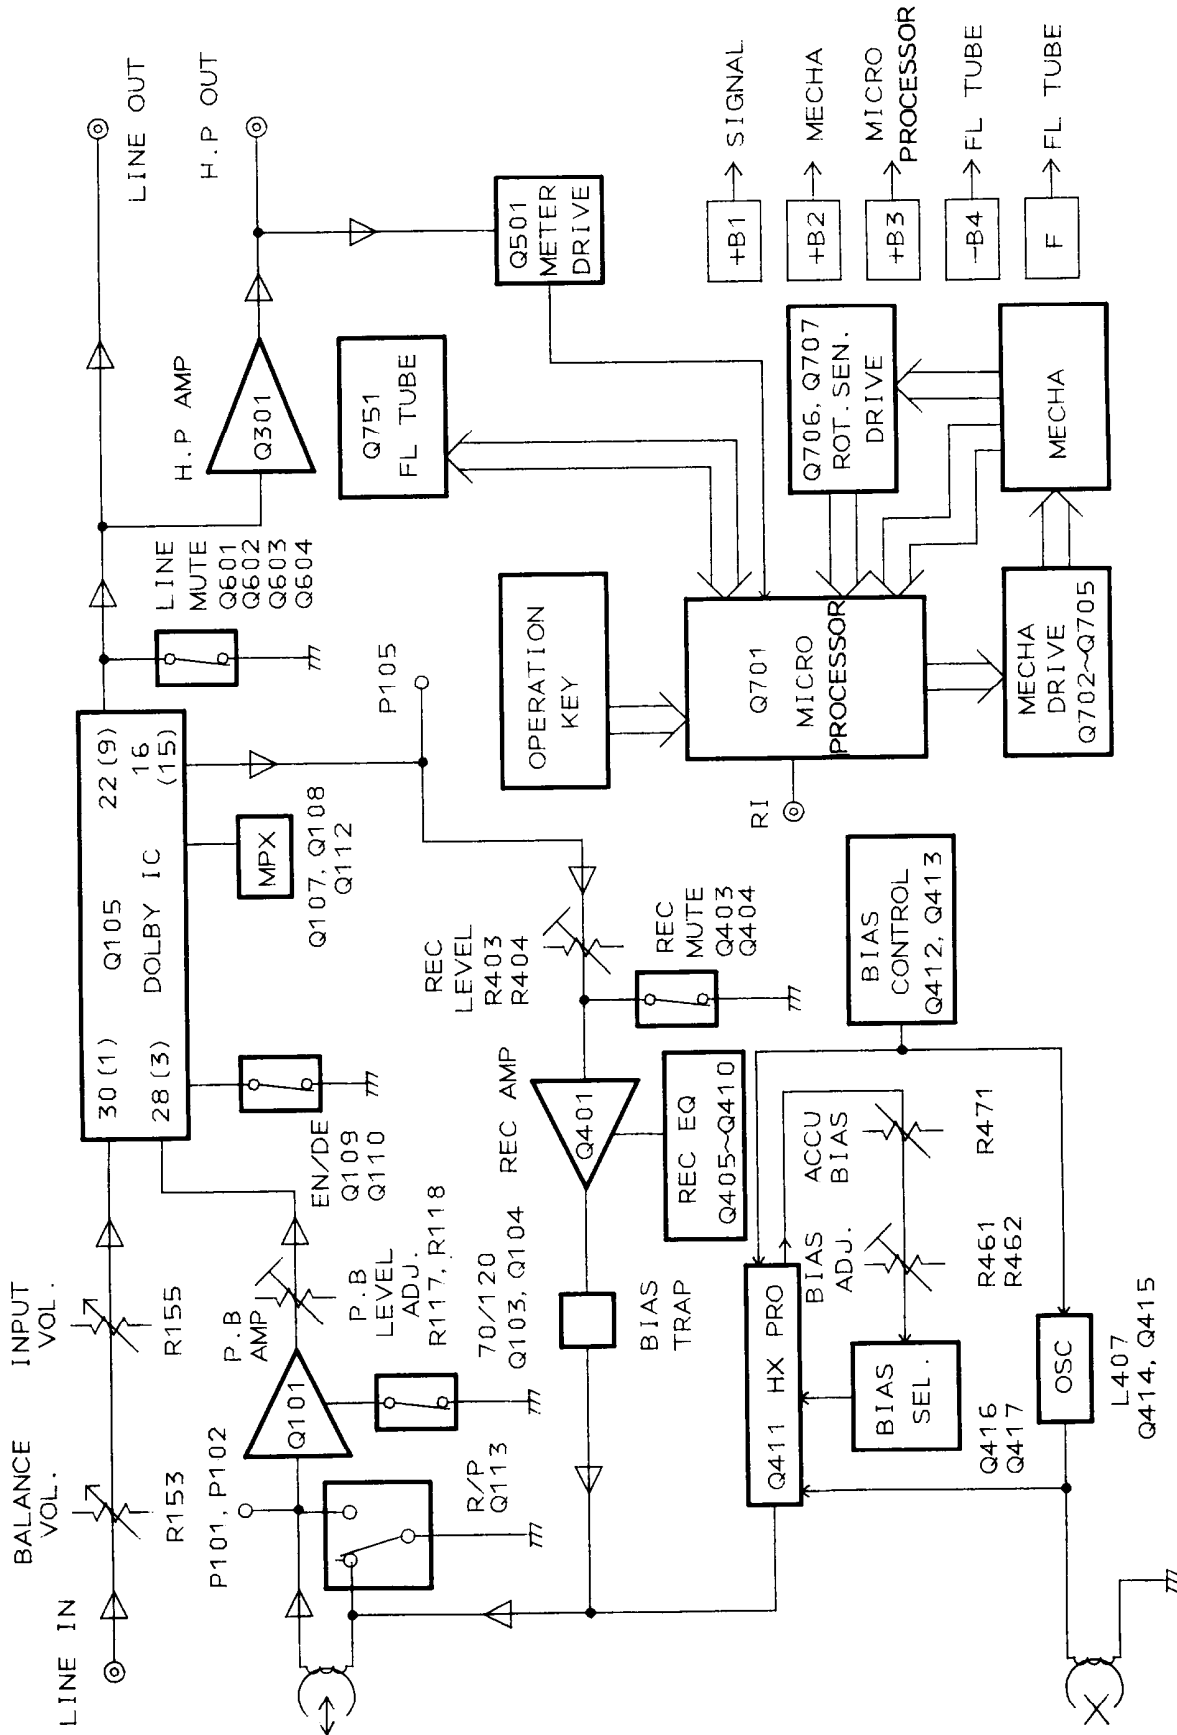 LINE IN
BALANCE
VOL.
R153
INPUT
VOL.
R155
30(1)
28(3)
Q105
DOLBY IC
22(9)
16
(15)
LINE
MUTE
Q601
Q602
Q603
Q604
LINE OUT
H.P AMP
Q301
H.P OUT
Q501
METER
DRIVE
P101, P102
Q101
P.B
AMP
P.B
LEVEL
ADJ.
R117, R118
EN/DE
Q109
Q110
MPX
Q107, Q108
Q112
P105
R/P
Q113
70/120
Q103, Q104
REC AMP
Q401
REC
LEVEL
R403
R404
REC
MUTE
Q403
Q404
REC EQ
Q405~Q410
BIAS
TRAP
Q411 HX PRO
BIAS
ADJ.
R461
R462
ACCU
BIAS
R471
BIAS
SEL.
Q416
Q417
BIAS
CONTROL
Q412, Q413
OSC
L407
Q414, Q415
OPERATION
KEY
Q751
FL TUBE
RI
Q701
MICRO
PROCESSOR
Q706, Q707
ROT.SEN.
DRIVE
MECHA
DRIVE
Q702~Q705
MECHA
+B1
SIGNAL
+B2
MECHA
+B3
MICRO
PROCESSOR
-B4
FL TUBE
F
FL TUBE